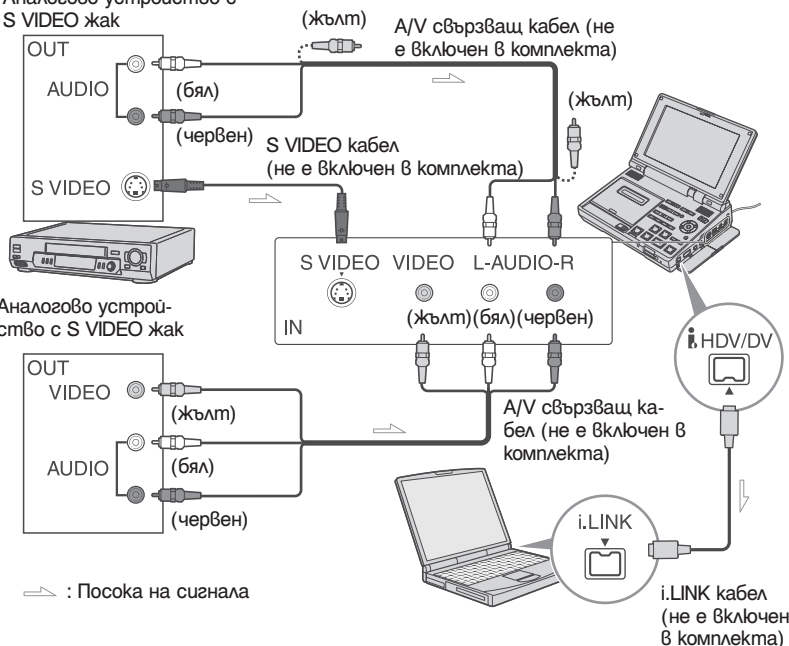 Аналогово устройство с
S VIDEO жак
OUT
AUDIO
(бял)
(червен)
S VIDEO
(жълт)
A/V свързващ кабел (не
е включен в комплекта)
(жълт)
S VIDEO кабел
(не е включен в комплекта)
S VIDEO VIDEO L-AUDIO-R
(жълт) (бял) (червен)
IN
Аналогово устрой-
ство с S VIDEO жак
OUT
VIDEO
(жълт)
AUDIO
(бял)
(червен)
A/V свързващ ка-
бел (не е включен в
комплекта)
i HDV/DV
i.LINK
i.LINK кабел
(не е включен
в комплекта)
: Посока на сигнала